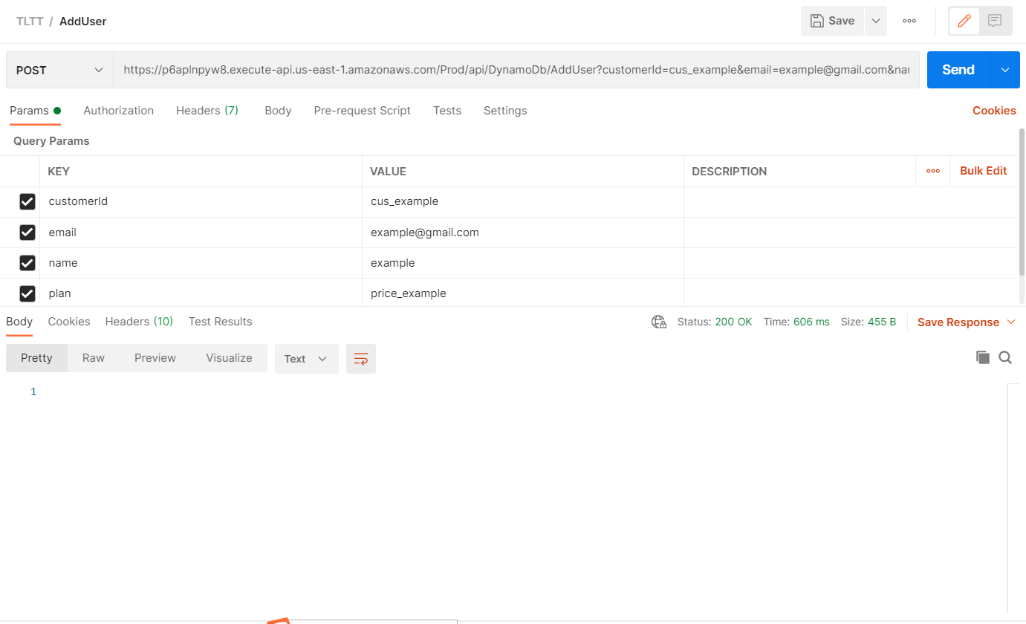 TLTT / AddUser Save
POST https://p6aplnpyw8.execute-api.us-east-1.amazonaws.com/Prod/api/DynamoDb/AddUser?customerId=cus_example&email=example@gmail.com&nar Send
Params Authorization Headers (7) Body Pre-request Script Tests Settings Cookies
Query Params
KEY VALUE DESCRIPTION Bulk Edit
customerId cus_example
email example@gmail.com
name example
plan price_example
Body Cookies Headers (10) Test Results Status: 200 OK Time: 606 ms Size: 455 B Save Response
Pretty Raw Preview Visualize Text
1